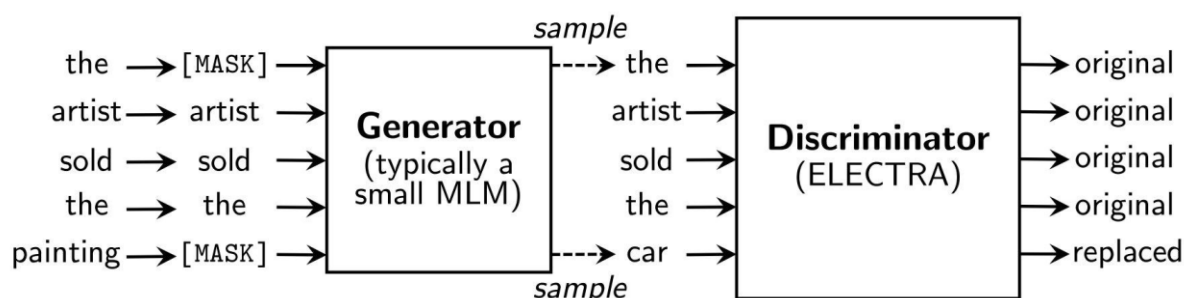 sample
the [MASK] the original
artist artist artist original
Generator
(typically a
small MLM)
Discriminator
(ELECTRA)
sold sold sold original
the the the original
painting [MASK] car replaced
sample